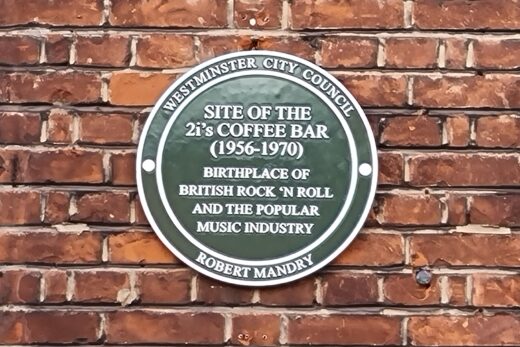 WESTMINSTER CITY COUNCIL
SITE OF THE
2i's COFFEE BAR
(1956-1970)
BIRTHPLACE OF
BRITISH ROCK 'N ROLL
AND THE POPULAR
MUSIC INDUSTRY
ROBERT MANDRY